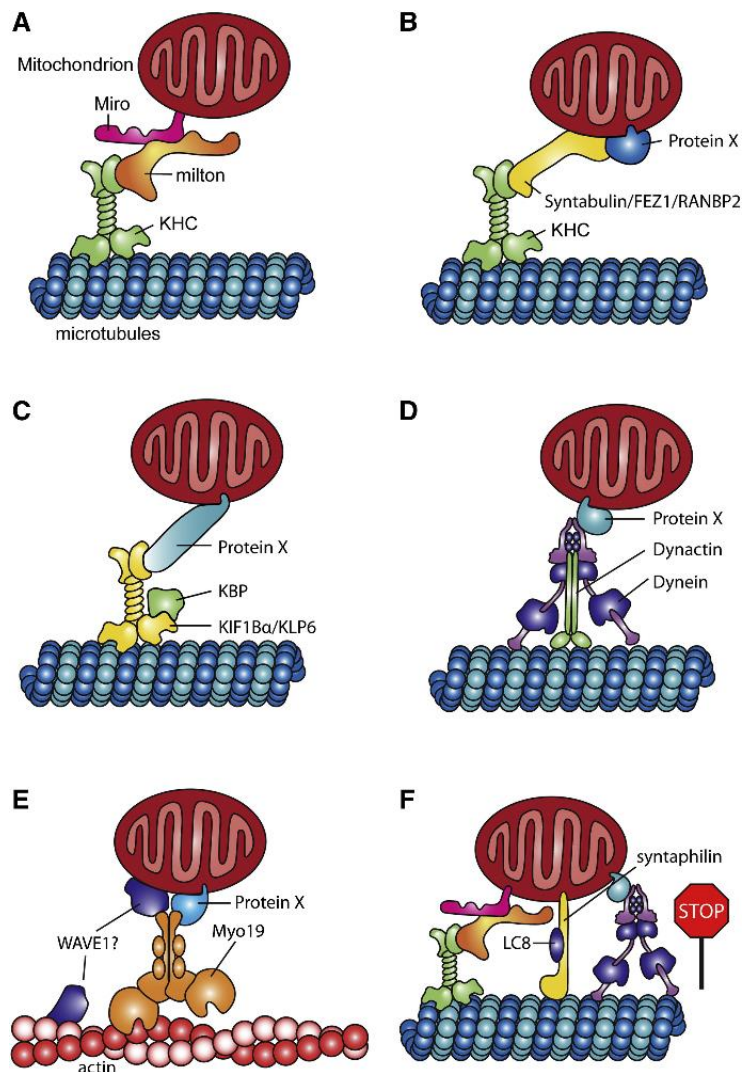 A
Mitochondrion
Miro
milton
KHC
microtubules
B
Protein X
Syntabulin/FEZ1/RANBP2
KHC
C
Protein X
KBP
KIF1Bα/KLP6
D
Protein X
Dynactin
Dynein
E
Protein X
Myo19
WAVE1?
actin
F
syntaphilin
LC8
STOP